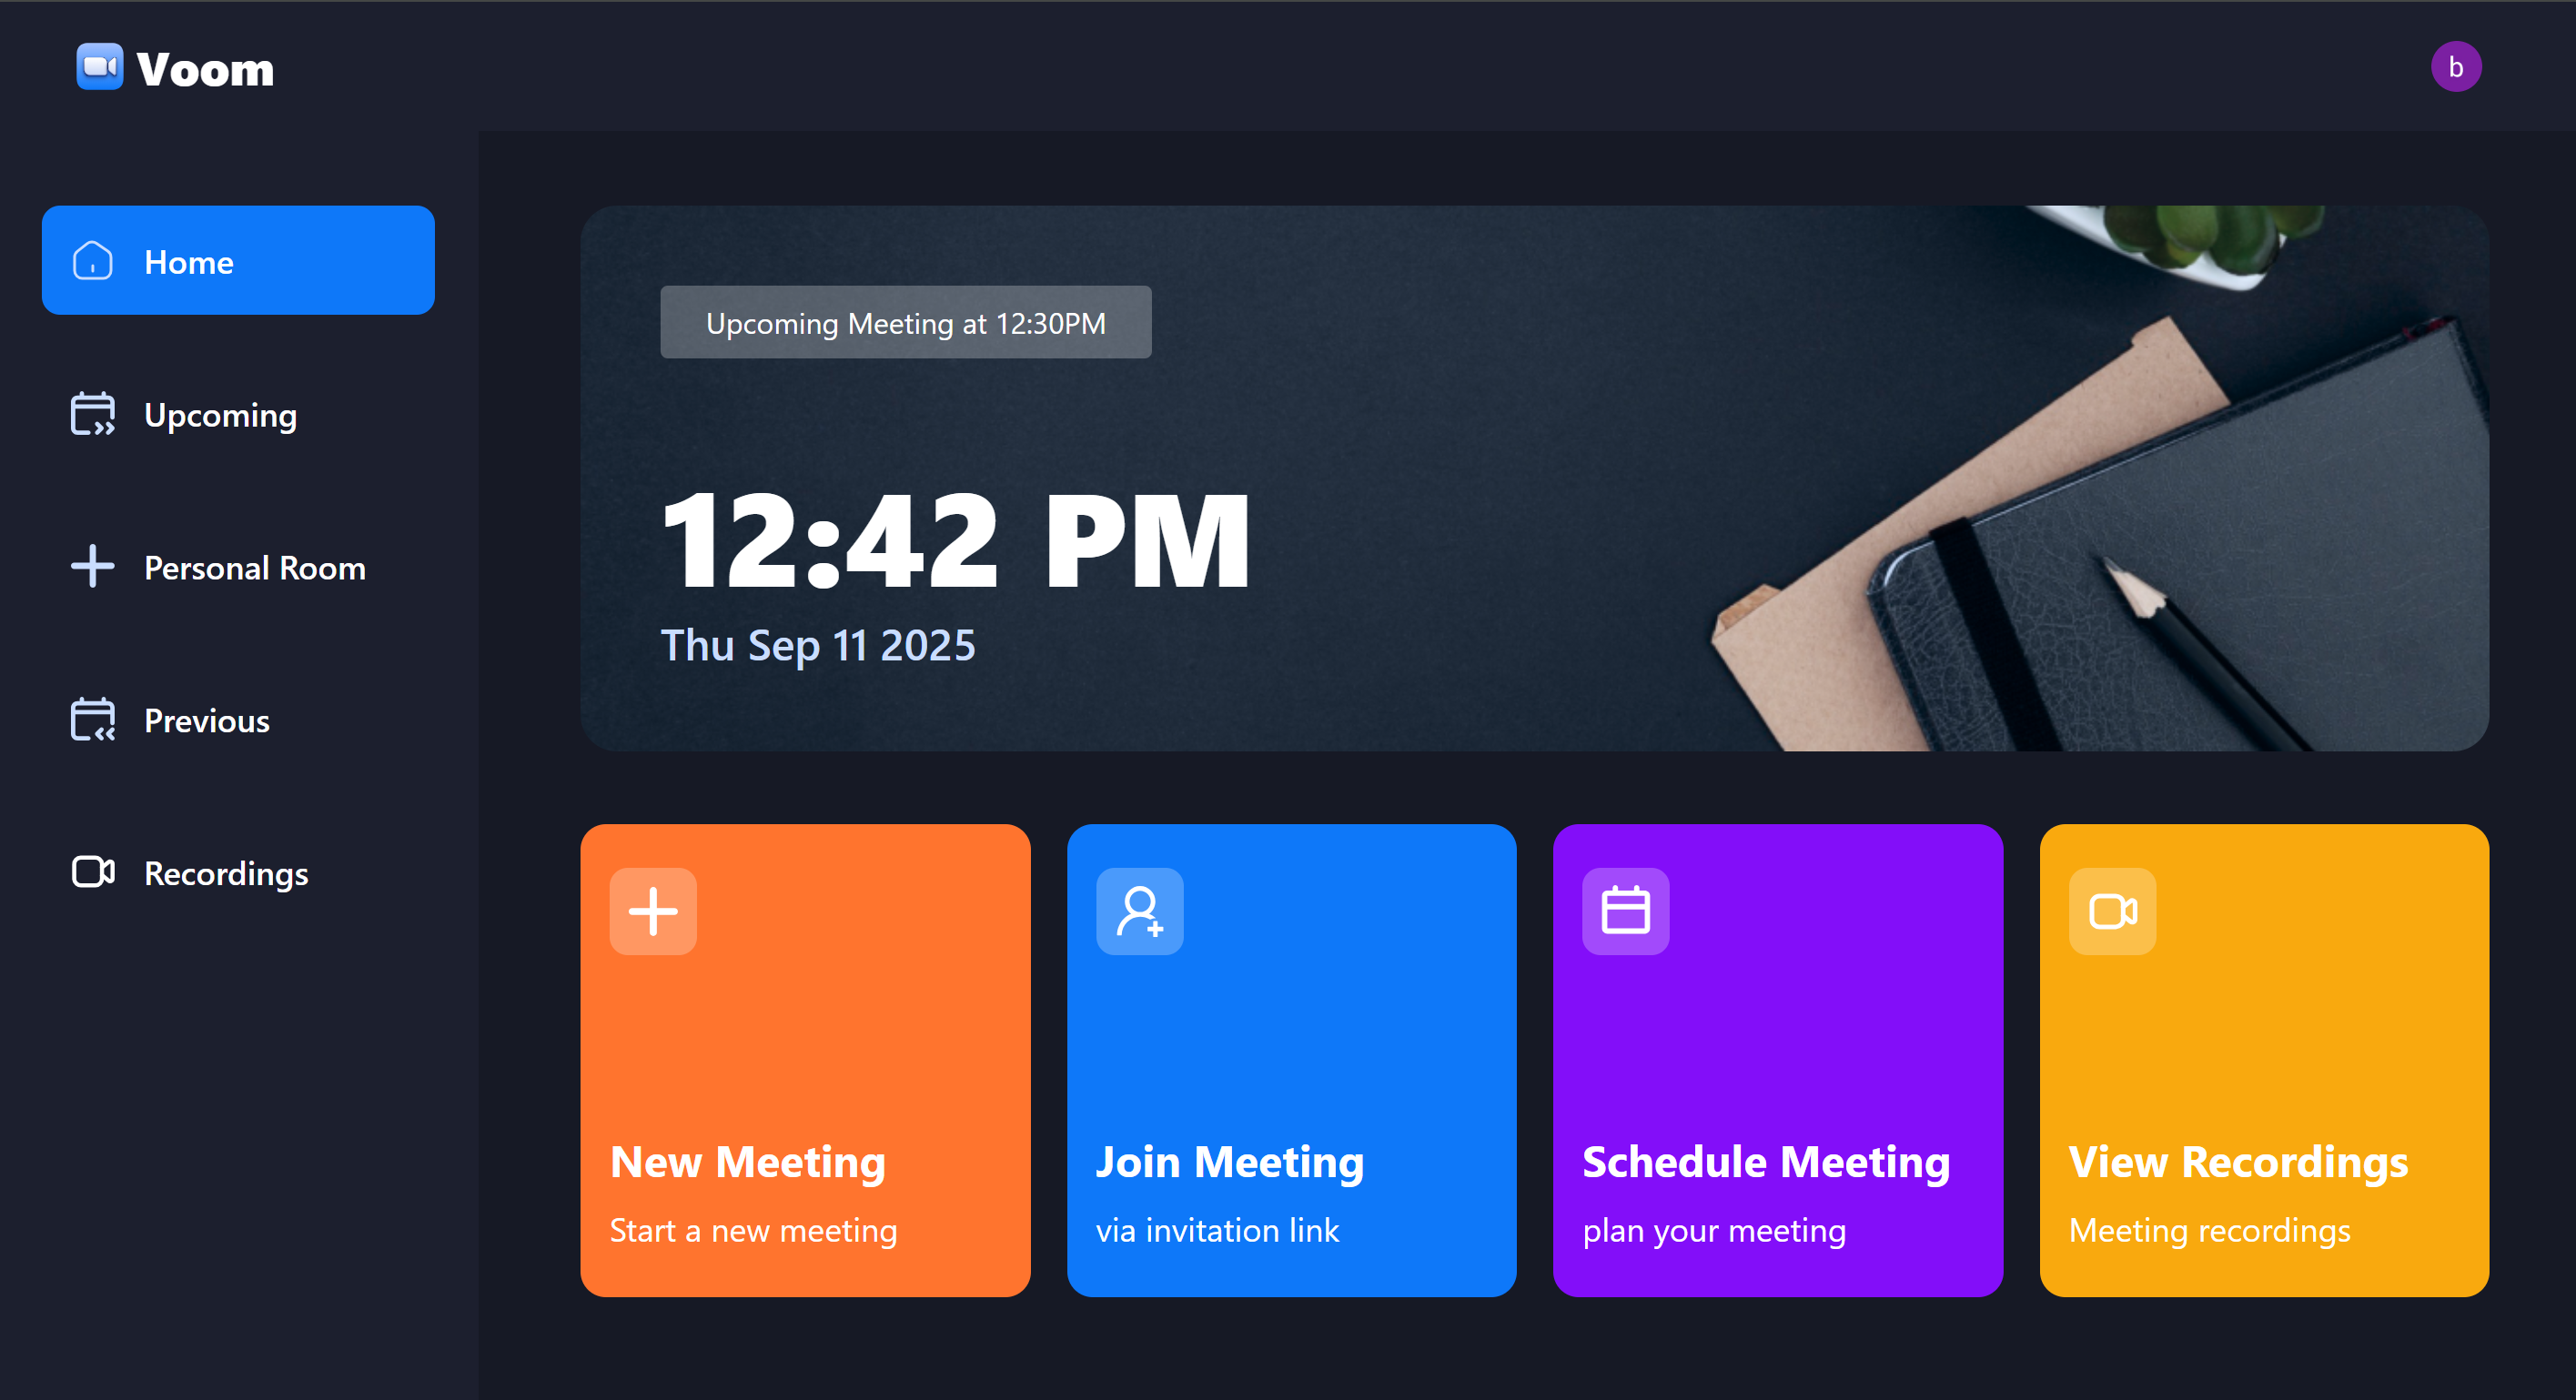 Voom
b
Home
Upcoming
Personal Room
Previous
Recordings
Upcoming Meeting at 12:30PM
12:42 PM
Thu Sep 11 2025
New Meeting
Start a new meeting
Join Meeting
via invitation link
Schedule Meeting
plan your meeting
View Recordings
Meeting recordings